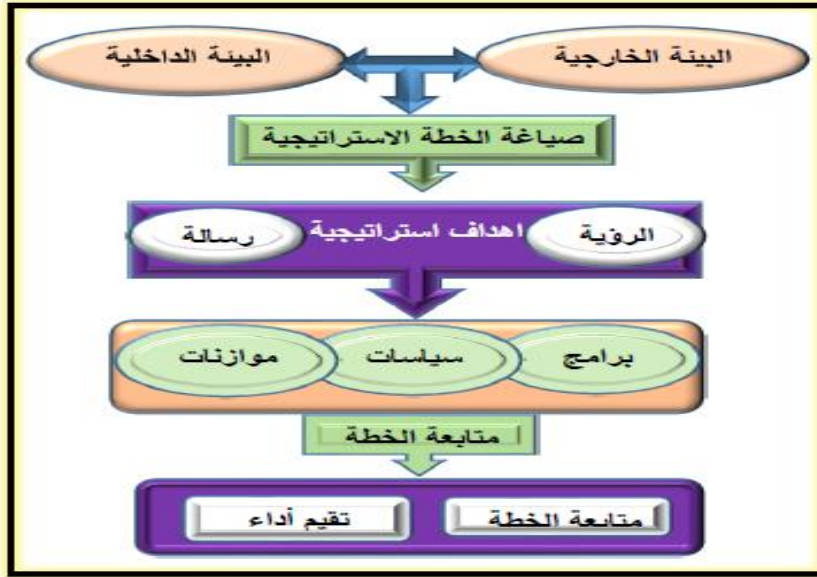 البيئة الخارجية
البيئة الداخلية
صياغة الخطة الاستراتيجية
الرؤية
اهداف استراتيجية
رسالة
برامج
سياسات
موازنات
متابعة الخطة
متابعة الخطة
تقيم أداء